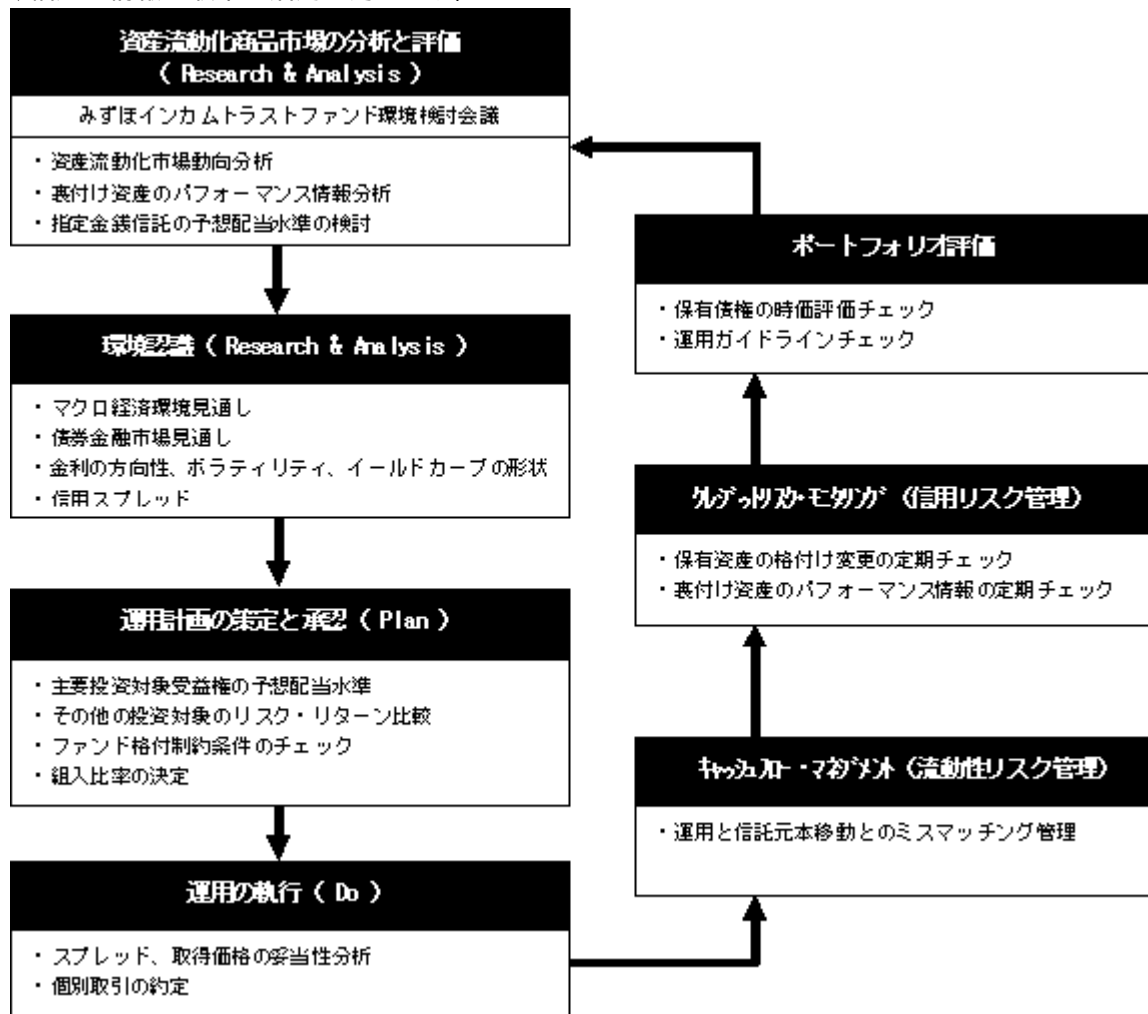 資産流動化商品市場の分析と評価
( Research & Analysis )
みずほインカムトラストファンド環境検討会議
・資産流動化市場動向分析
・裏付け資産のパフォーマンス情報分析
・指定金銭信託の予想配当水準の検討
環境認識 ( Research & Analysis )
・マクロ経済環境見通し
・債券金融市場見通し
・金利の方向性、ボラティリティ、イールドカーブの形状
・信用スプレッド
運用計画の策定と承認 ( Plan )
・主要投資対象受益権の予想配当水準
・その他の投資対象のリスク・リターン比較
・ファンド格付制約条件のチェック
・組入比率の決定
運用の執行 ( Do )
・スプレッド、取得価格の妥当性分析
・個別取引の約定
キャッシュフロー・マネジメント (流動性リスク管理)
・運用と信託元本移動とのミスマッチング管理
クレジットリスク・モニタリング (信用リスク管理)
・保有資産の格付け変更の定期チェック
・裏付け資産のパフォーマンス情報の定期チェック
ポートフォリオ評価
・保有債権の時価評価チェック
・運用ガイドラインチェック